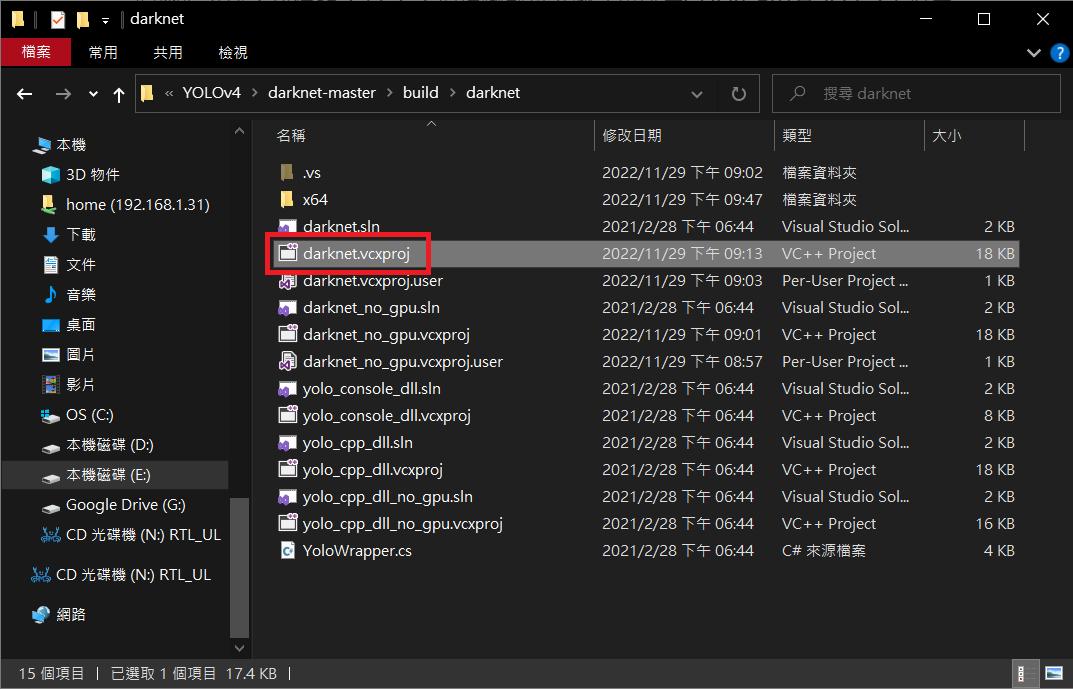 darknet
檔案 常用 共用 檢視
« YOLOv4 > darknet-master > build > darknet 搜尋 darknet
本機
3D 物件
home (192.168.1.31)
下載
文件
音樂
桌面
圖片
影片
OS (C:)
本機磁碟 (D:)
本機磁碟 (E:)
Google Drive (G:)
CD 光碟機 (N:) RTL_UL
CD 光碟機 (N:) RTL_UL
網路
名稱 修改日期 類型 大小
.vs 2022/11/29 下午 09:02 檔案資料夾
x64 2022/11/29 下午 09:47 檔案資料夾
darknet.sln 2021/2/28 下午 06:44 Visual Studio Sol... 2 KB
darknet.vcxproj 2022/11/29 下午 09:13 VC++ Project 18 KB
darknet.vcxproj.user 2022/11/29 下午 09:03 Per-User Project ... 1 KB
darknet_no_gpu.sln 2021/2/28 下午 06:44 Visual Studio Sol... 2 KB
darknet_no_gpu.vcxproj 2022/11/29 下午 09:01 VC++ Project 18 KB
darknet_no_gpu.vcxproj.user 2022/11/29 下午 08:57 Per-User Project ... 1 KB
yolo_console_dll.sln 2021/2/28 下午 06:44 Visual Studio Sol... 2 KB
yolo_console_dll.vcxproj 2021/2/28 下午 06:44 VC++ Project 8 KB
yolo_cpp_dll.sln 2021/2/28 下午 06:44 Visual Studio Sol... 2 KB
yolo_cpp_dll.vcxproj 2021/2/28 下午 06:44 VC++ Project 18 KB
yolo_cpp_dll_no_gpu.sln 2021/2/28 下午 06:44 Visual Studio Sol... 2 KB
yolo_cpp_dll_no_gpu.vcxproj 2021/2/28 下午 06:44 VC++ Project 16 KB
YoloWrapper.cs 2021/2/28 下午 06:44 C# 來源檔案 4 KB
15 個項目 已選取 1 個項目 17.4 KB